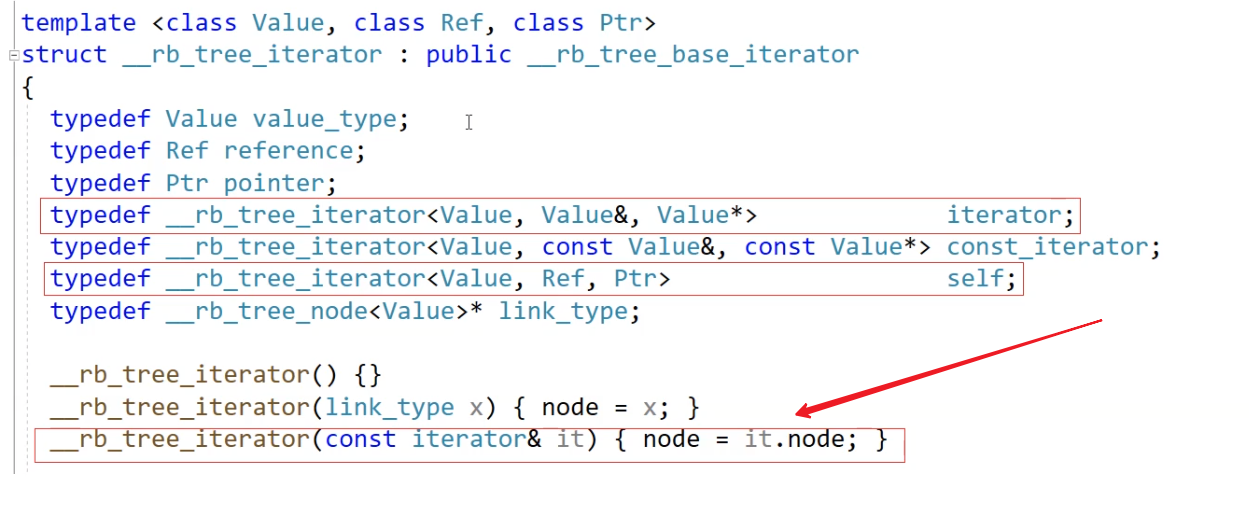 template <class Value, class Ref, class Ptr>
struct __rb_tree_iterator : public __rb_tree_base_iterator
{
typedef Value value_type;
typedef Ref reference;
typedef Ptr pointer;
typedef __rb_tree_iterator<Value, Value&, Value*> iterator;
typedef __rb_tree_iterator<Value, const Value&, const Value*> const_iterator;
typedef __rb_tree_iterator<Value, Ref, Ptr> self;
typedef __rb_tree_node<Value>* link_type;
__rb_tree_iterator() {}
__rb_tree_iterator(link_type x) { node = x; }
__rb_tree_iterator(const iterator& it) { node = it.node; }